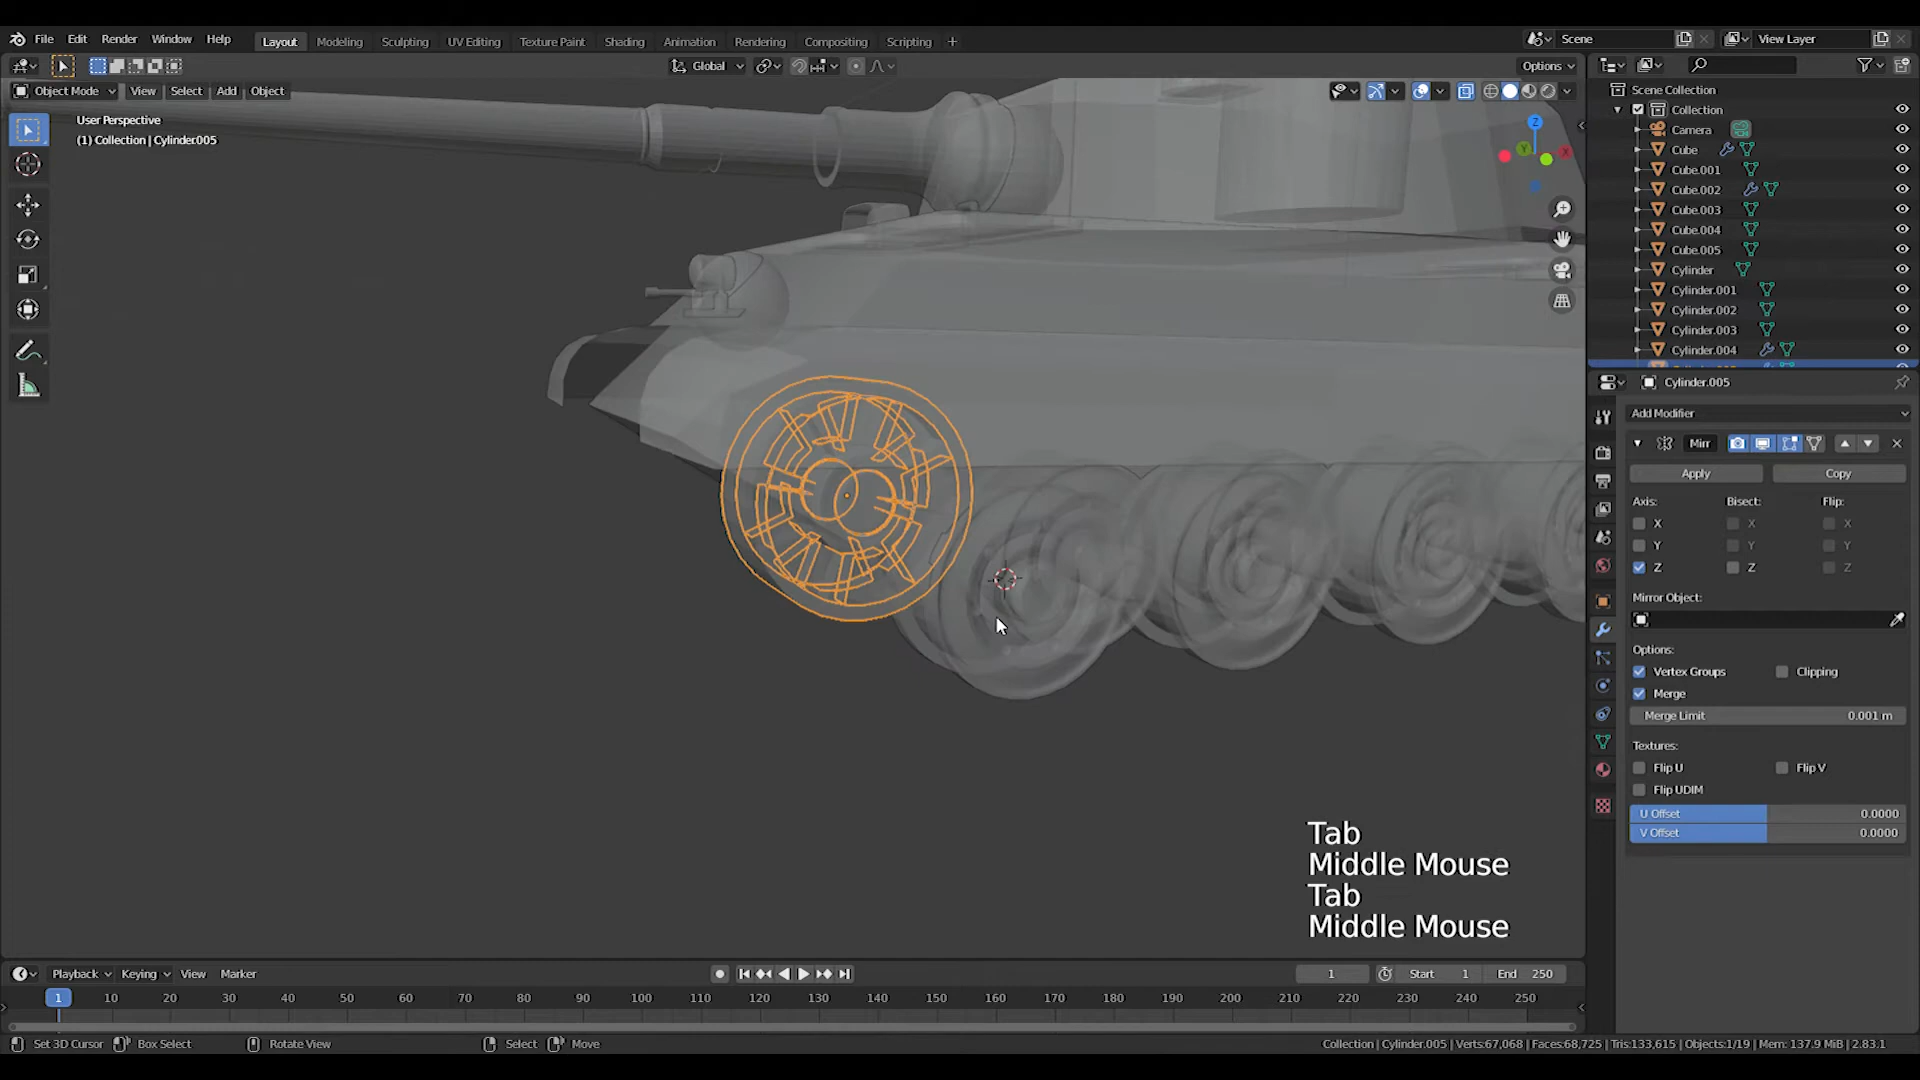 File Edit Render Window Help Layout Modeling Sculpting UV Editing Texture Paint Shading Animation Rendering Compositing Scripting + Scene View Layer
Global Options
Object Mode View Select Add Object
User Perspective
(1) Collection | Cylinder.005
Z
Y
X
Scene Collection
Collection
Camera
Cube
Cube.001
Cube.002
Cube.003
Cube.004
Cube.005
Cylinder
Cylinder.001
Cylinder.002
Cylinder.003
Cylinder.004
Cylinder.005
Add Modifier
Mirr
Apply Copy
Axis: Bisect: Flip:
X X X
Y Y Y
Z Z Z
Mirror Object:
Options:
Vertex Groups Clipping
Merge
Merge Limit 0.001 m
Textures:
Flip U Flip V
Flip UDIM
U Offset 0.0000
V Offset 0.0000
Tab
Middle Mouse
Tab
Middle Mouse
Playback Keying View Marker 1 Start 1 End 250
1 10 20 30 40 50 60 70 80 90 100 110 120 130 140 150 160 170 180 190 200 210 220 230 240 250
Set 3D Cursor Box Select Rotate View Select Move Collection | Cylinder.005 | Verts:67,068 | Faces:68,725 | Tris:133,615 | Objects:1/19 | Mem: 137.9 MiB | 2.83.1